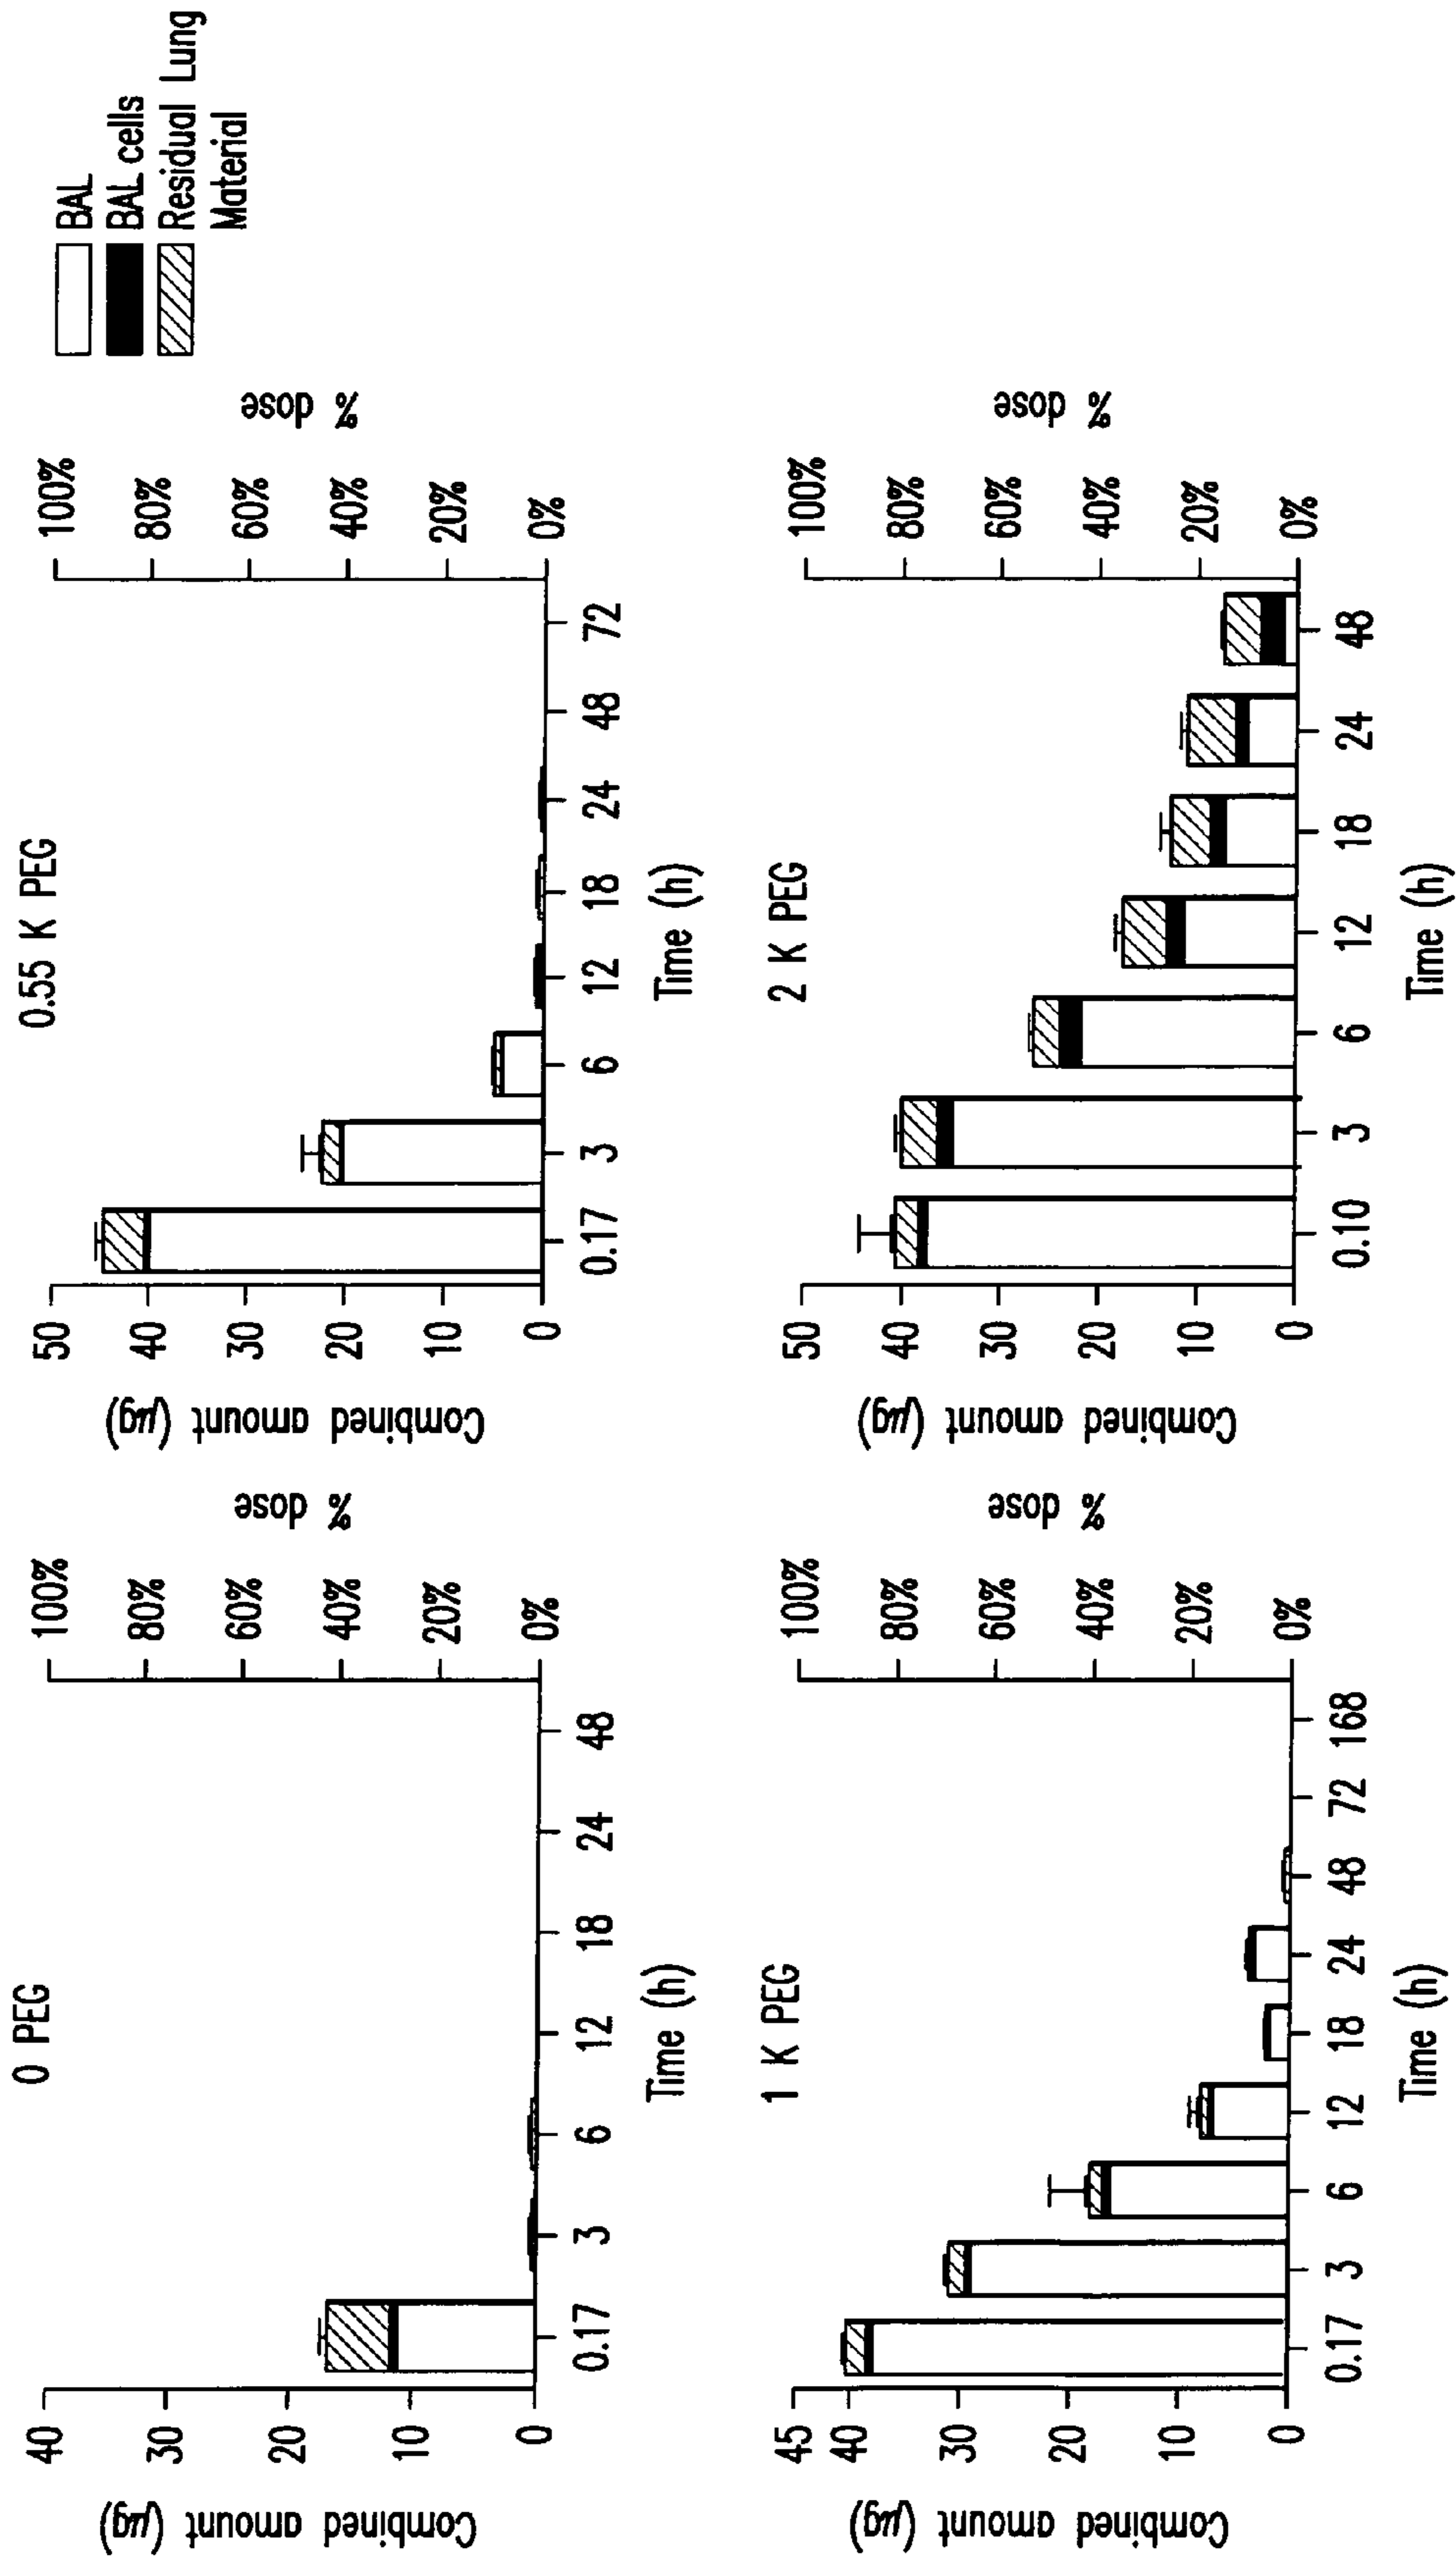 0 PEG
Combined amount (µg)
40
30
20
10
0
100%
80%
60%
40%
20%
0%
% dose
0.17 3 6 12 18 24 48
Time (h)
0.55 K PEG
Combined amount (µg)
50
40
30
20
10
0
100%
80%
60%
40%
20%
0%
% dose
0.17 3 6 12 18 24 48 72
Time (h)
BAL
BAL cells
Residual Lung
Material
1 K PEG
Combined amount (µg)
45
40
30
20
10
0
100%
80%
60%
40%
20%
0%
% dose
0.17 3 6 12 18 24 48 72 168
Time (h)
2 K PEG
Combined amount (µg)
50
40
30
20
10
0
100%
80%
60%
40%
20%
0%
% dose
0.10 3 6 12 18 24 48
Time (h)